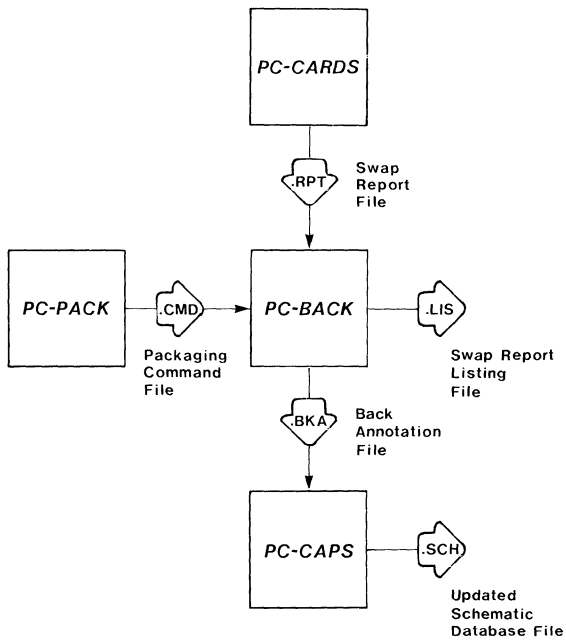 PC-CARDS
.RPT
Swap
Report
File
PC-PACK
.CMD
Packaging
Command
File
PC-BACK
.LIS
Swap Report
Listing
File
.BKA
Back
Annotation
File
PC-CAPS
.SCH
Updated
Schematic
Database File